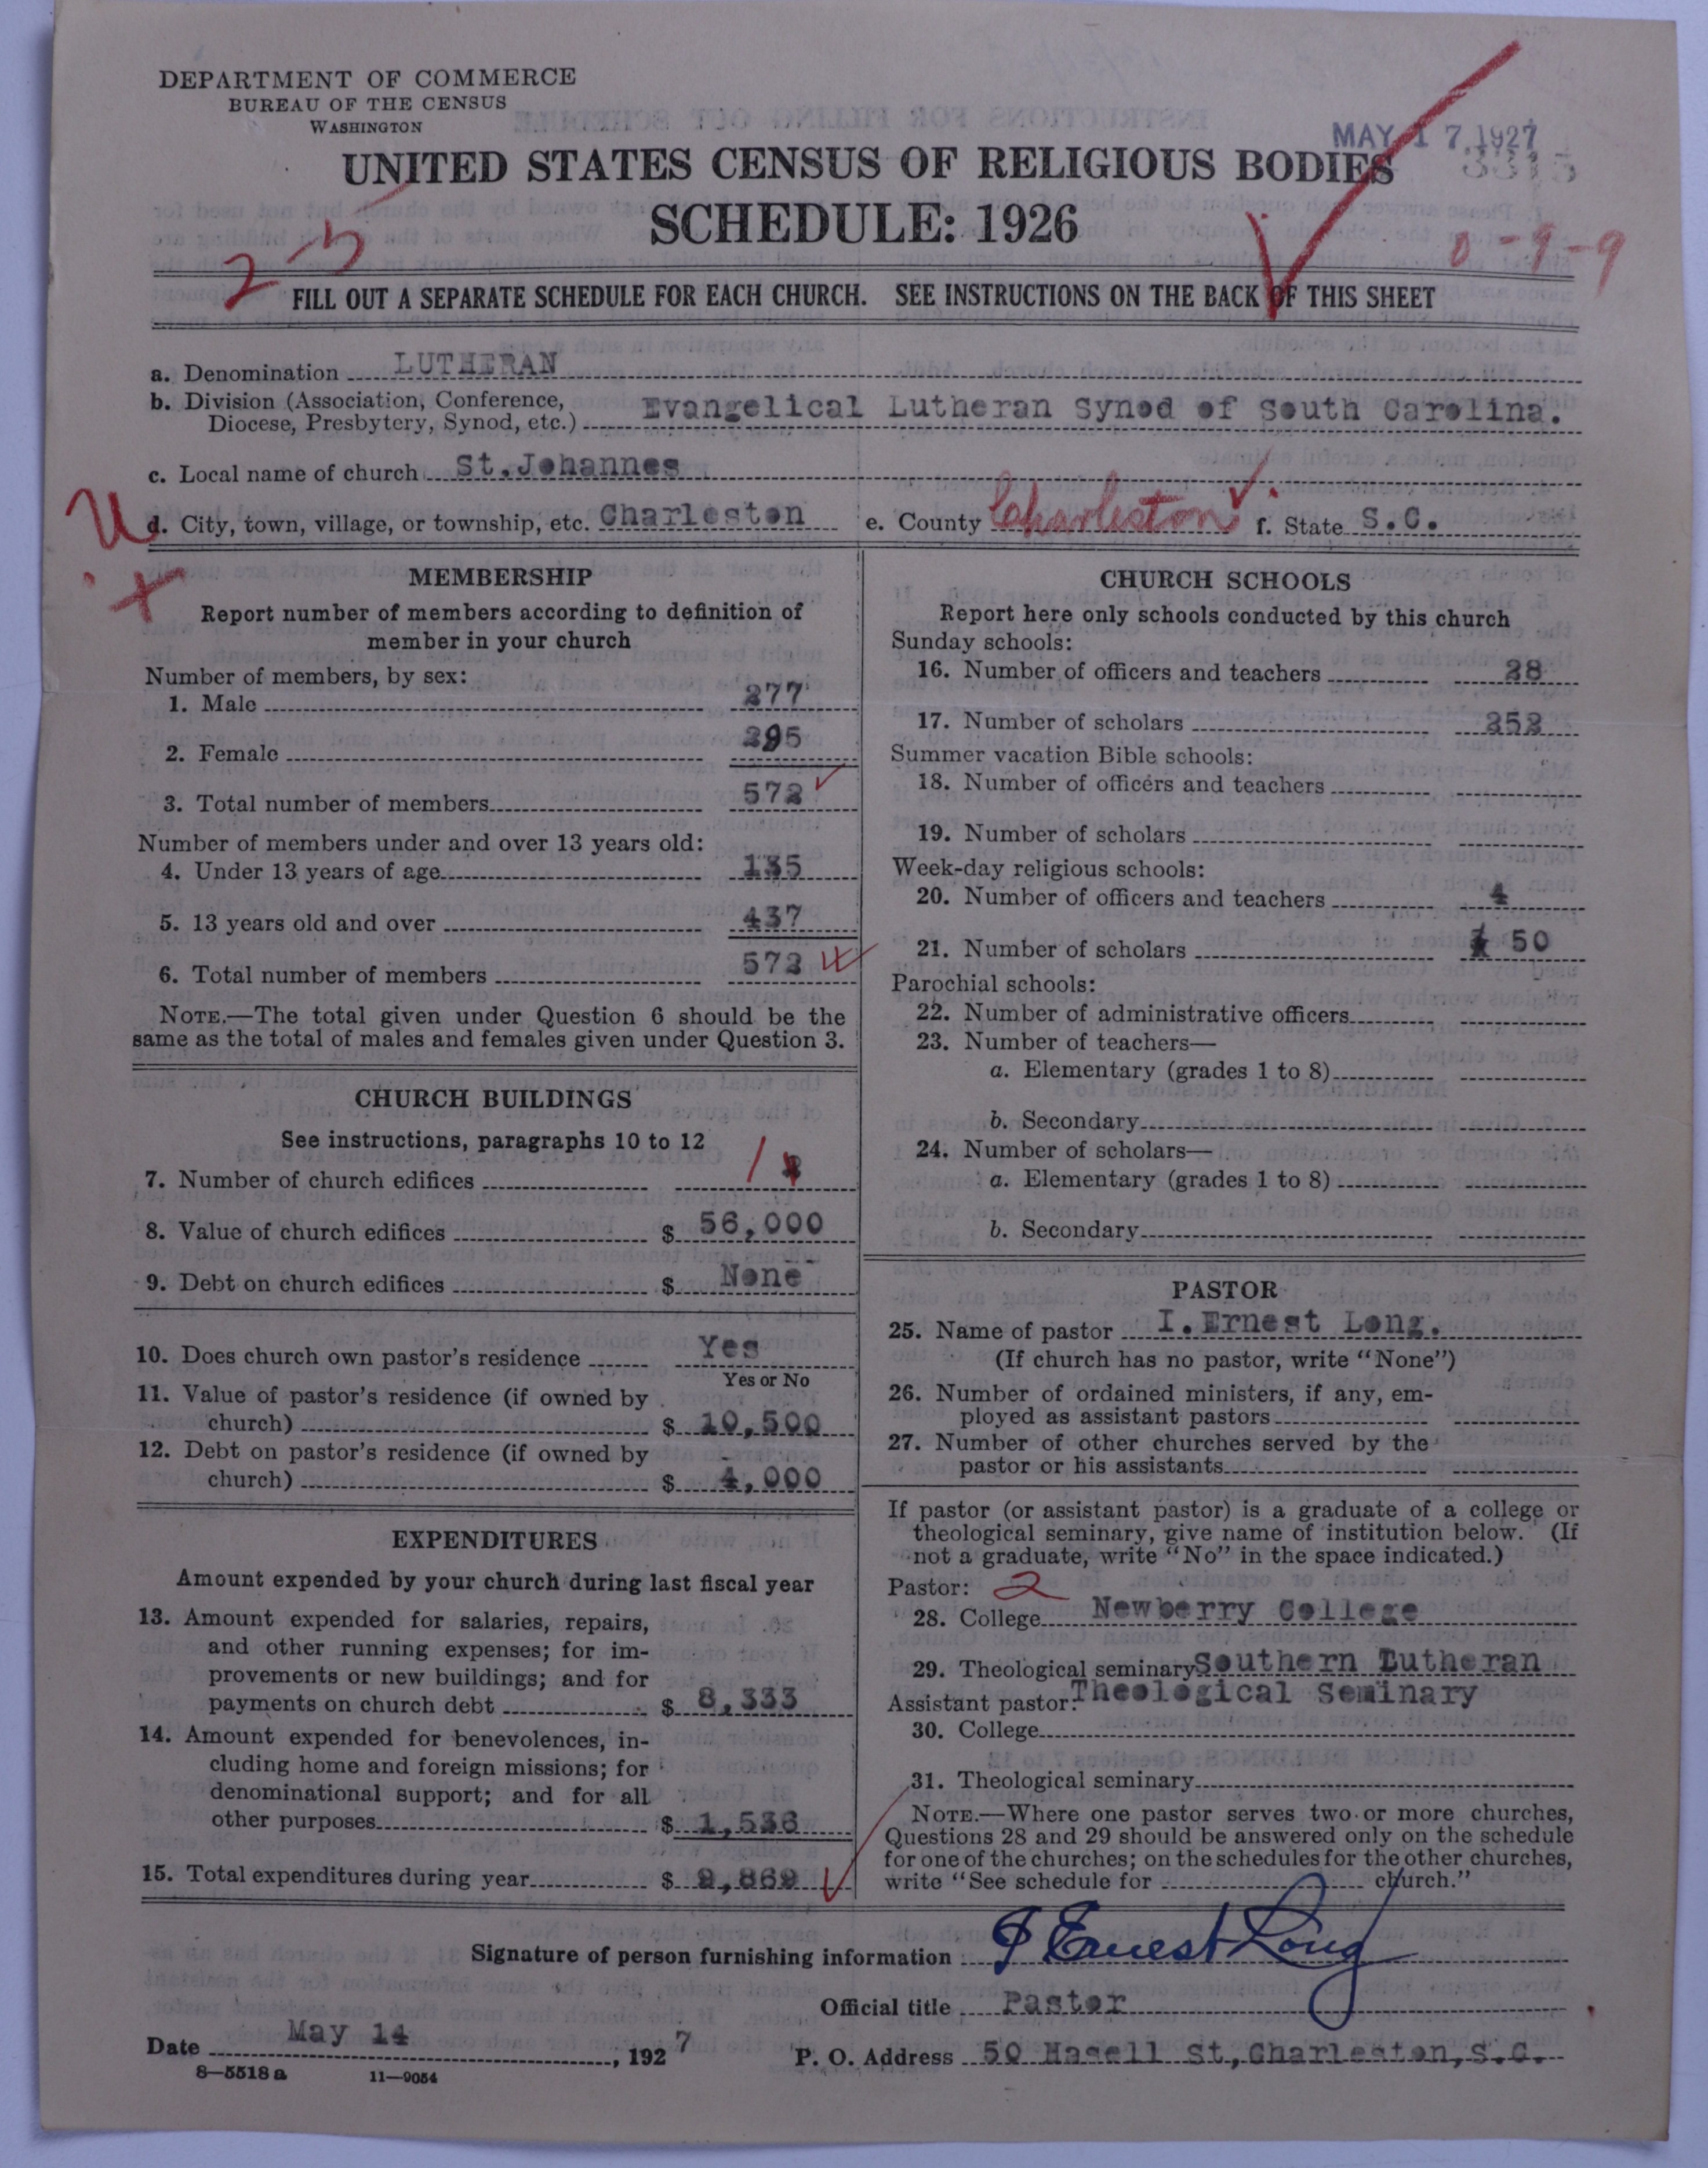 DEPARTMENT OF COMMERCE
BUREAU OF THE CENSUS
WASHINGTON
MAY 17 1927
UNITED STATES CENSUS OF RELIGIOUS BODIES
SCHEDULE: 1926
2-5
0-9-9
FILL OUT A SEPARATE SCHEDULE FOR EACH CHURCH. SEE INSTRUCTIONS ON THE BACK OF THIS SHEET
a. Denomination LUTHERAN
b. Division (Association, Conference, Diocese, Presbytery, Synod, etc.) Evangelical Lutheran Synod of South Carolina.
c. Local name of church St.Johannes
U
d. City, town, village, or township, etc. Charleston e. County Charleston f. State S.C.
MEMBERSHIP
Report number of members according to definition of
member in your church
Number of members, by sex:
1. Male 277
2. Female 295
3. Total number of members 572
Number of members under and over 13 years old:
4. Under 13 years of age 135
5. 13 years old and over 437
6. Total number of members 572
NOTE.—The total given under Question 6 should be the
same as the total of males and females given under Question 3.
CHURCH BUILDINGS
See instructions, paragraphs 10 to 12
7. Number of church edifices 1
8. Value of church edifices $ 56,000
9. Debt on church edifices $ None
10. Does church own pastor's residence Yes
Yes or No
11. Value of pastor's residence (if owned by
church) $ 10,500
12. Debt on pastor's residence (if owned by
church) $ 4,000
EXPENDITURES
Amount expended by your church during last fiscal year
13. Amount expended for salaries, repairs,
and other running expenses; for im-
provements or new buildings; and for
payments on church debt $ 8,333
14. Amount expended for benevolences, in-
cluding home and foreign missions; for
denominational support; and for all
other purposes $ 1,536
15. Total expenditures during year $ 9,869
CHURCH SCHOOLS
Report here only schools conducted by this church
Sunday schools:
16. Number of officers and teachers 28
17. Number of scholars 252
Summer vacation Bible schools:
18. Number of officers and teachers
19. Number of scholars
Week-day religious schools:
20. Number of officers and teachers 4
21. Number of scholars 50
Parochial schools:
22. Number of administrative officers
23. Number of teachers—
a. Elementary (grades 1 to 8)
b. Secondary
24. Number of scholars—
a. Elementary (grades 1 to 8)
b. Secondary
PASTOR
25. Name of pastor I.Ernest Long.
(If church has no pastor, write "None")
26. Number of ordained ministers, if any, em-
ployed as assistant pastors
27. Number of other churches served by the
pastor or his assistants
If pastor (or assistant pastor) is a graduate of a college or
theological seminary, give name of institution below. (If
not a graduate, write "No" in the space indicated.)
Pastor: 2
28. College Newberry College
29. Theological seminary Southern Lutheran
Assistant pastor: Theological Seminary
30. College
31. Theological seminary
NOTE.—Where one pastor serves two or more churches,
Questions 28 and 29 should be answered only on the schedule
for one of the churches; on the schedules for the other churches,
write "See schedule for church."
Signature of person furnishing information I Ernest Long
Official title Pastor
Date May 14, 1927 P. O. Address 50 Hasell St,Charleston,S.C.
8—5518 a 11—9054